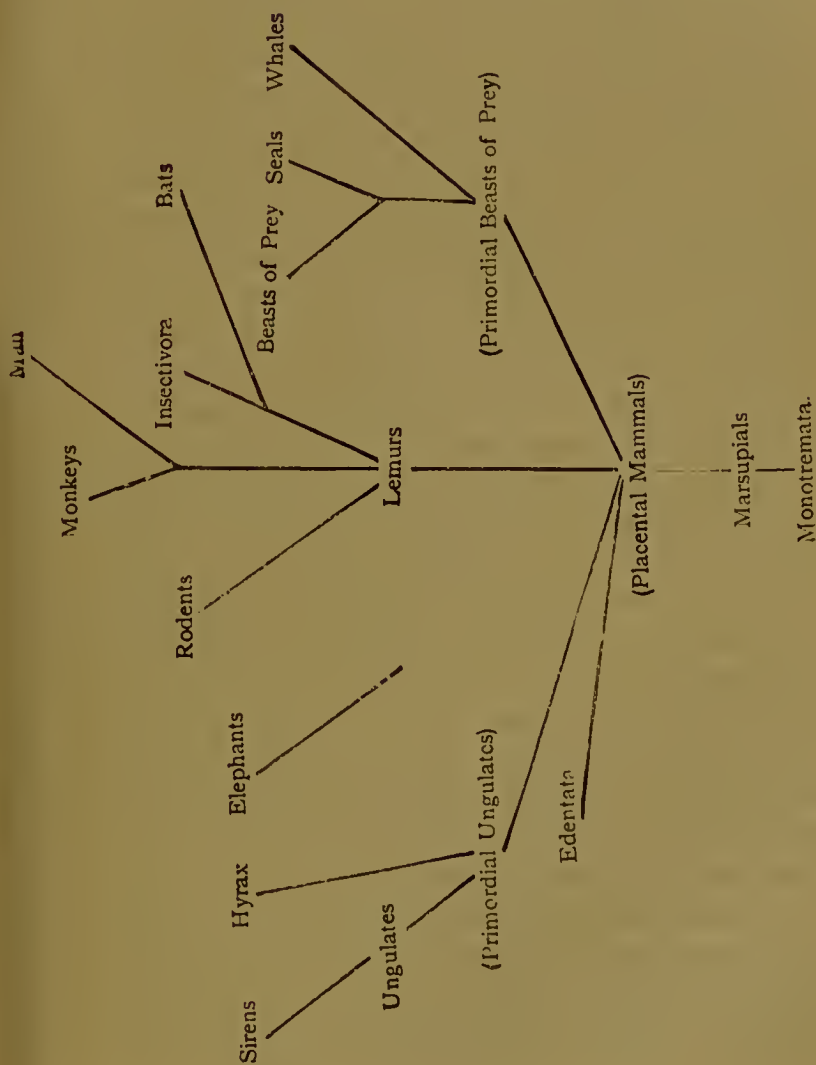 Man
Monkeys
Insectivora
Bats
Rodents
Sirens
Hyrax
Elephants
Beasts of Prey
Seals
Whales
Ungulates
Lemurs
(Primordial Ungulates)
(Primordial Beasts of Prey)
Edentata
(Placental Mammals)
Marsupials
Monotremata.